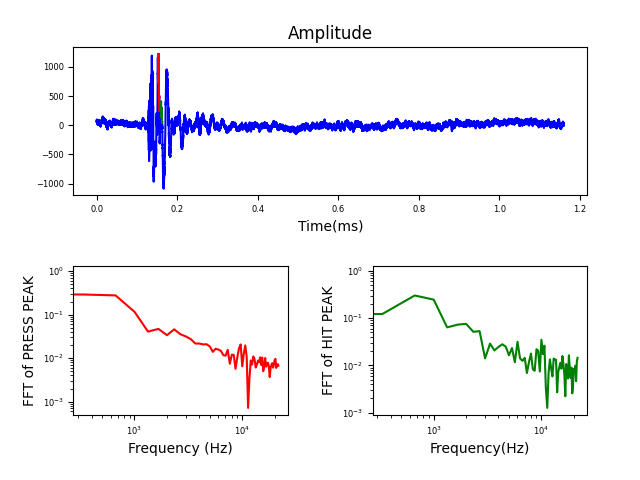 Amplitude
1000
500
0
−500
−1000
0.0 0.2 0.4 0.6 0.8 1.0 1.2
Time(ms)
FFT of PRESS PEAK
10⁰
10⁻¹
10⁻²
10⁻³
10³ 10⁴
Frequency (Hz)
FFT of HIT PEAK
10⁰
10⁻¹
10⁻²
10⁻³
10³ 10⁴
Frequency(Hz)